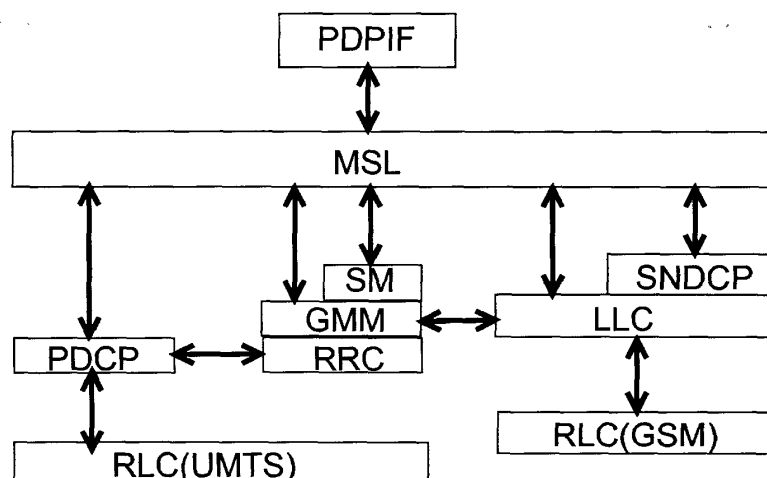 PDPIF
MSL
SM
SNDCP
GMM
LLC
PDCP
RRC
RLC(GSM)
RLC(UMTS)